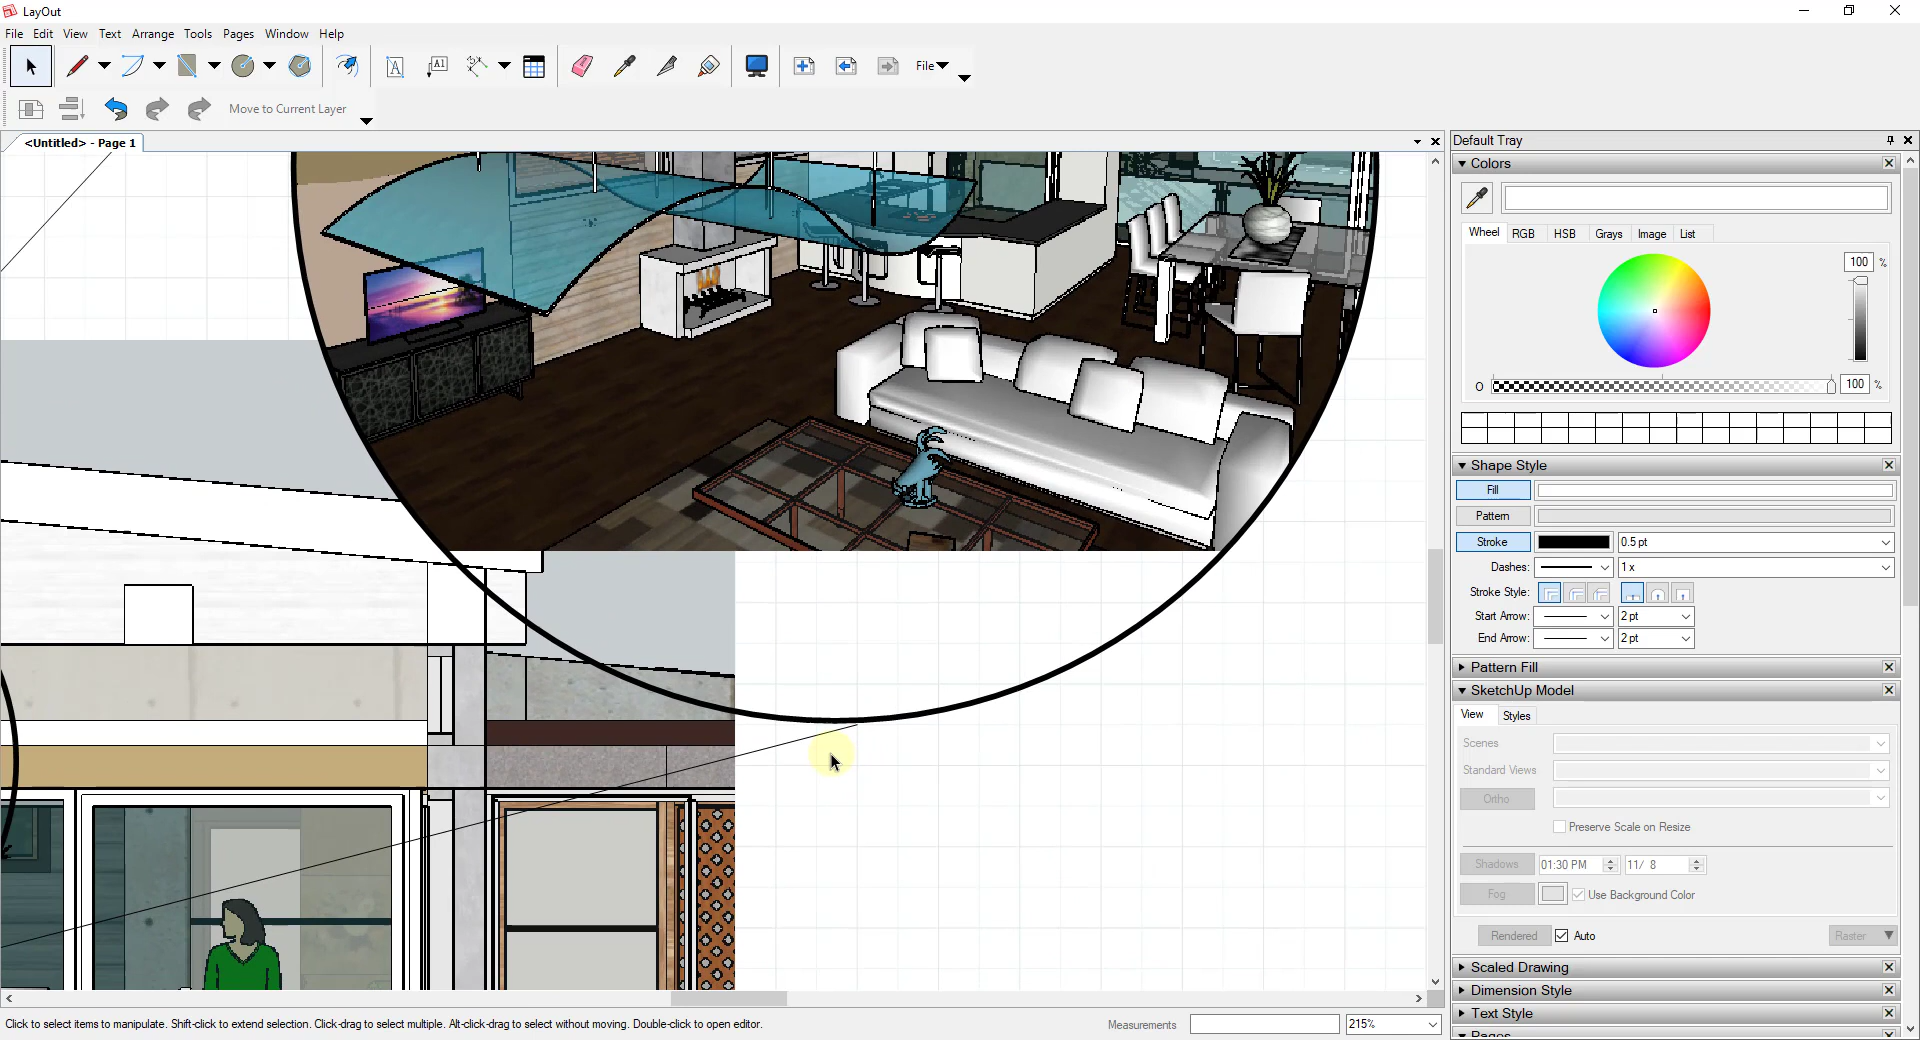 LayOut
File Edit View Text Arrange Tools Pages Window Help
A A1 File
Move to Current Layer
<Untitled> - Page 1
Default Tray
Colors
Wheel RGB HSB Grays Image List
100 %
O 100 %
Shape Style
Fill
Pattern
Stroke 0.5 pt
Dashes: 1 x
Stroke Style:
Start Arrow: 2 pt
End Arrow: 2 pt
Pattern Fill
SketchUp Model
View Styles
Scenes
Standard Views
Ortho
Preserve Scale on Resize
Shadows 01:30 PM 11/ 8
Fog Use Background Color
Rendered Auto Raster
Scaled Drawing
Dimension Style
Text Style
Pages
Click to select items to manipulate. Shift-click to extend selection. Click-drag to select multiple. Alt-click-drag to select without moving. Double-click to open editor.
Measurements 215%